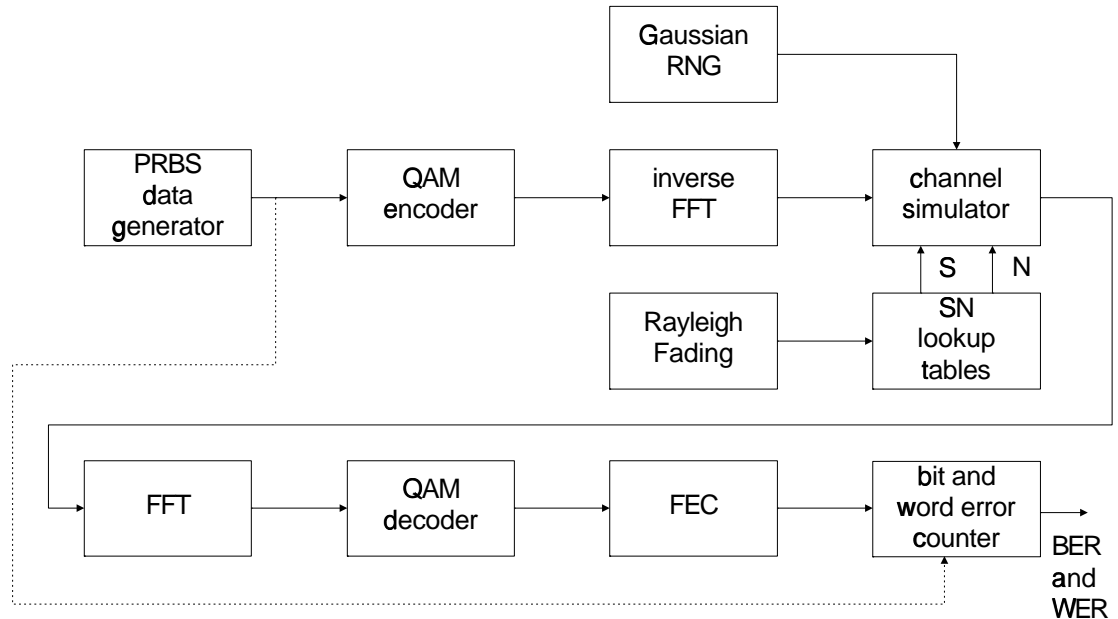 Gaussian
RNG
PRBS
data
generator
QAM
encoder
inverse
FFT
channel
simulator
S
N
Rayleigh
Fading
SN
lookup
tables
FFT
QAM
decoder
FEC
bit and
word error
counter
BER
and
WER